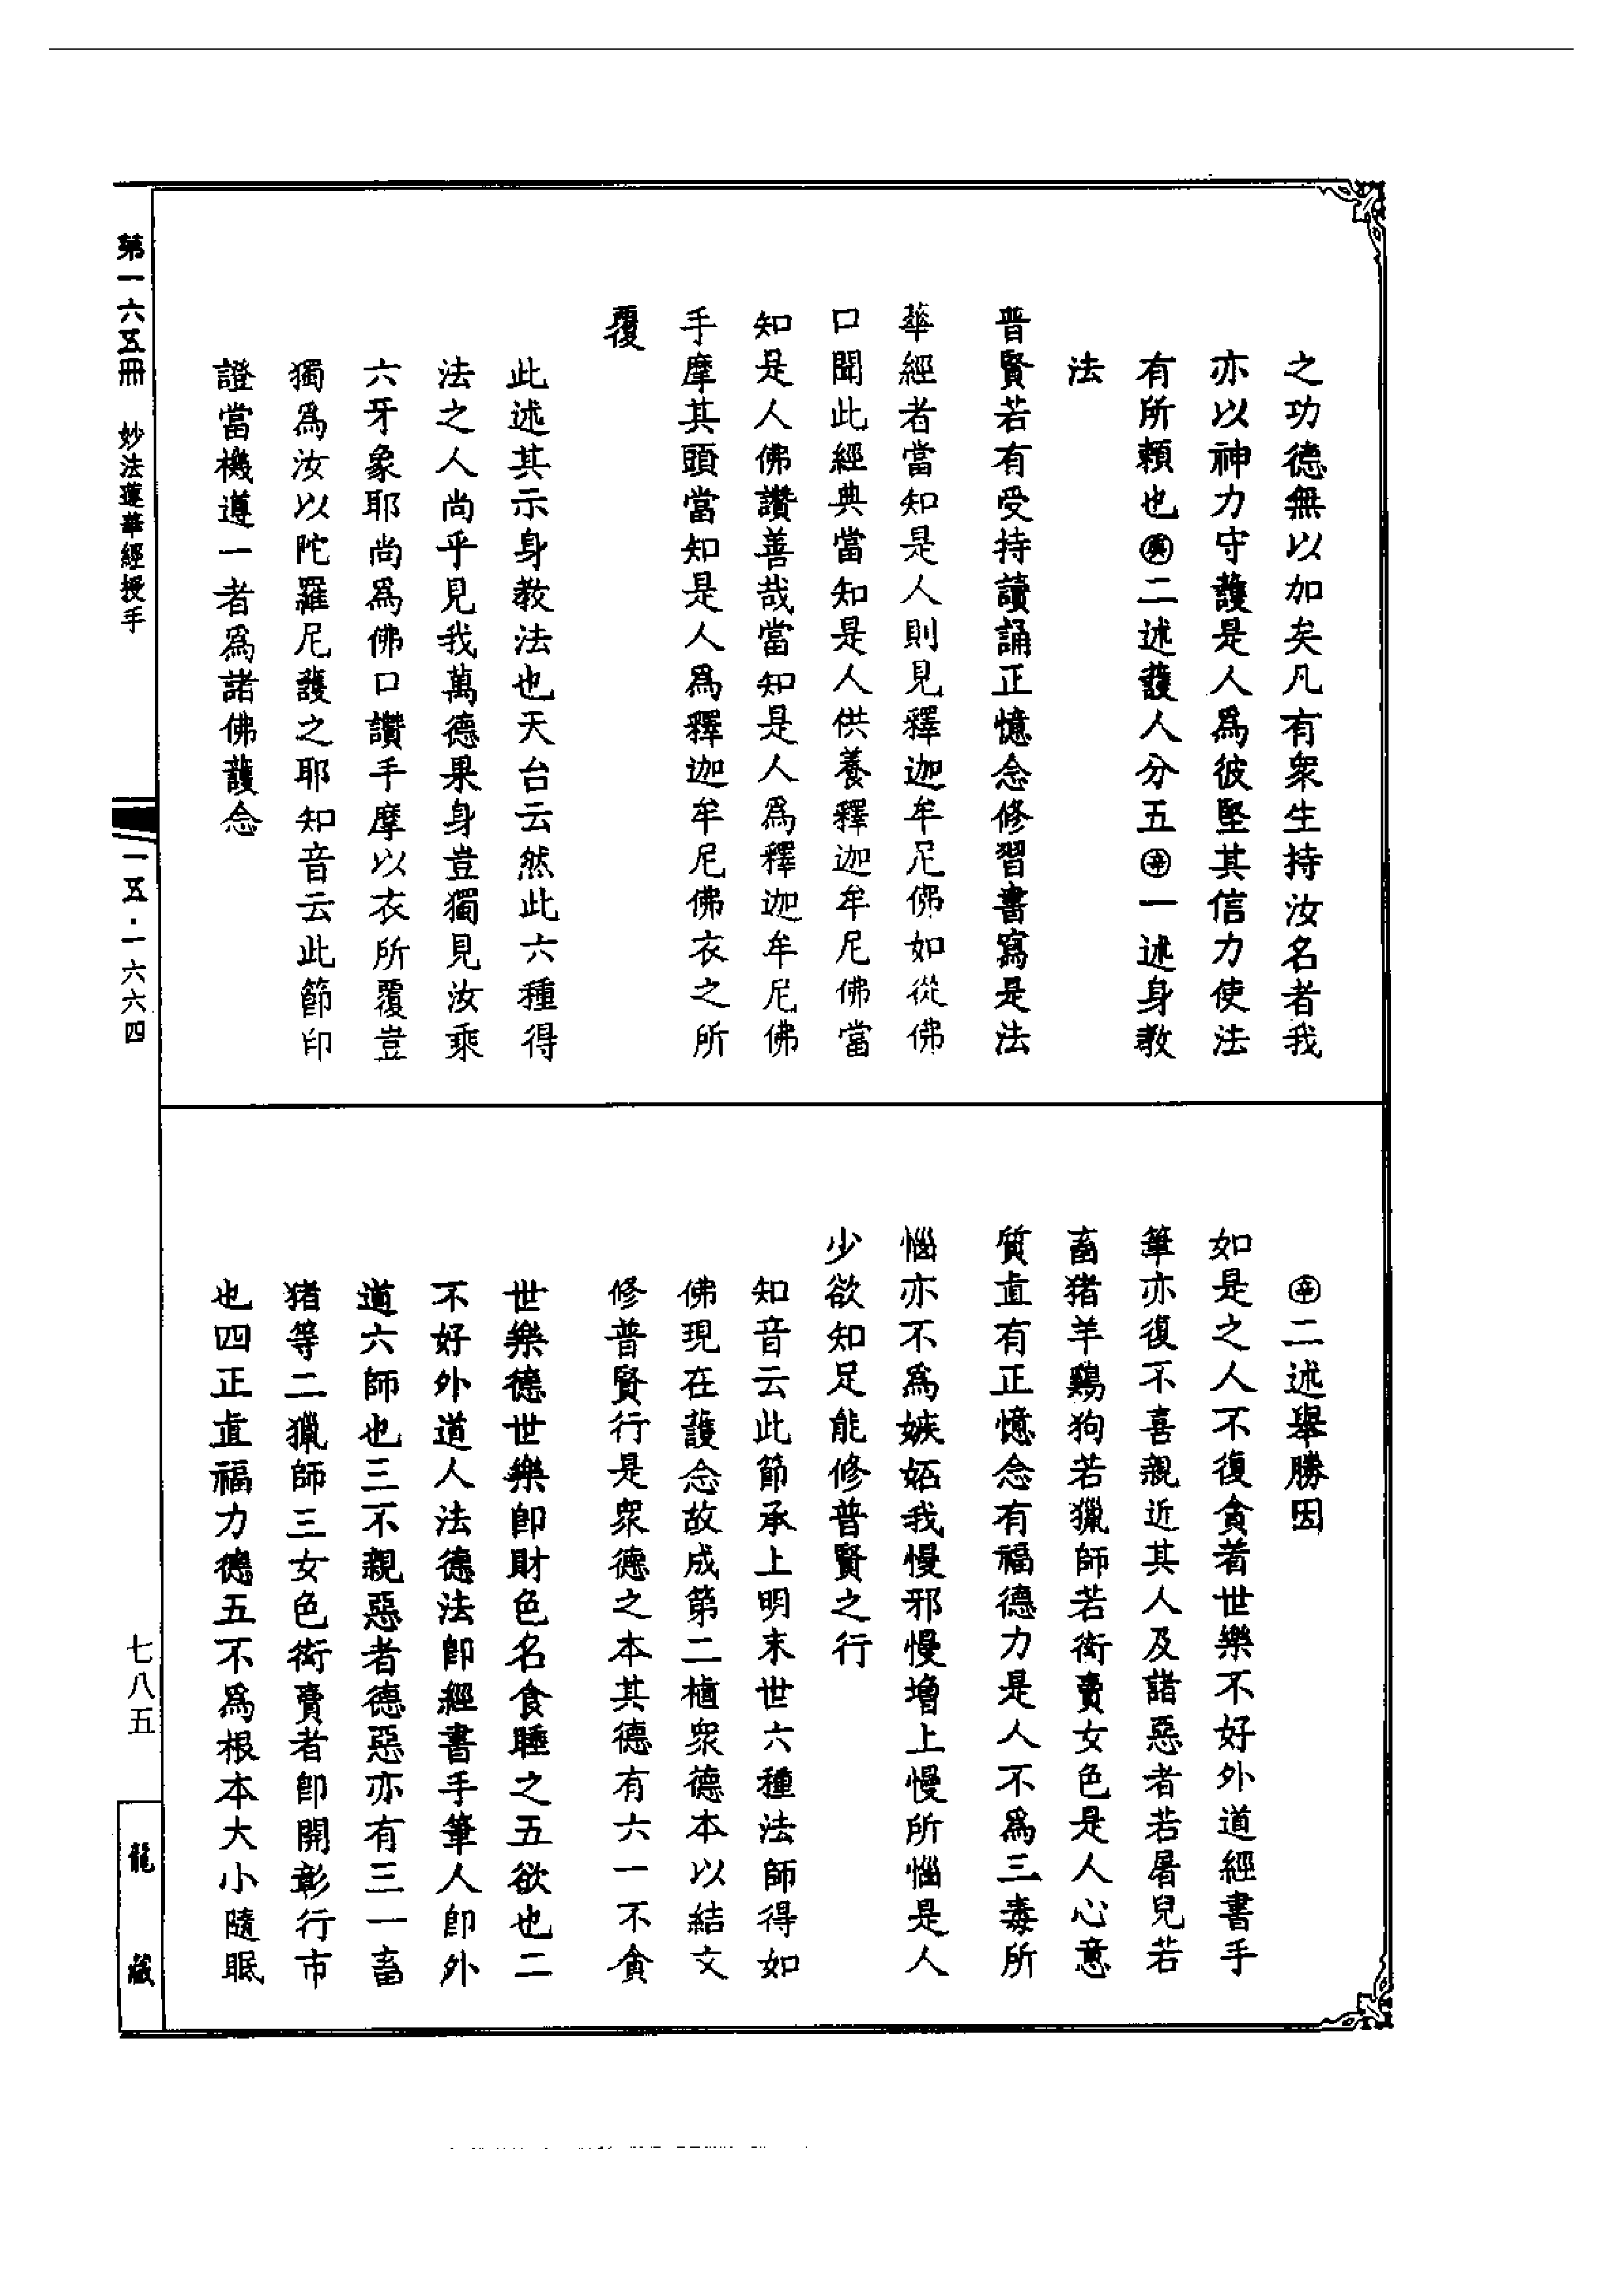 之功德無以加矣凡有衆生持汝名者我
亦以神力守護是人爲彼堅其信力使法
有所賴也㊢二述護人分五㊛一述身教
法
普賢若有受持讀誦正憶念修習書寫是法
華經者當知是人則見釋迦牟尼佛如從佛
口聞此經典當知是人供養釋迦牟尼佛當
知是人佛讚善哉當知是人爲釋迦牟尼佛
手摩其頭當知是人爲釋迦牟尼佛衣之所
覆
此述其示身教法也天台云然此六種得
法之人尚乎見我萬德果身豈獨見汝乘
六牙象耶尚爲佛口讚手摩以衣所覆豈
獨爲汝以陀羅尼護之耶知音云此節印
證當機遵一者爲諸佛護念
辛二述舉勝因
如是之人不復貪着世樂不好外道經書手
筆亦復不喜親近其人及諸惡者若屠兒若
畜猪羊鷄狗若獵師若衒賣女色是人心意
質直有正憶念有福德力是人不爲三毒所
惱亦不爲嫉妬我慢邪慢增上慢所惱是人
少欲知足能修普賢之行
知音云此節承上明末世六種法師得如
佛現在護念故成第二植衆德本以結文
修普賢行是衆德之本其德有六一不貪
世樂德世樂卽財色名食睡之五欲也二
不好外道人法德法卽經書手筆人卽外
道六師也三不親惡者德惡亦有三一畜
猪等二獵師三女色衒賣者卽開彰行市
也四正直福力德五不爲根本大小隨眠
第一六五冊　妙法蓮華經授手
一五·一六六四
七八五
龍藏